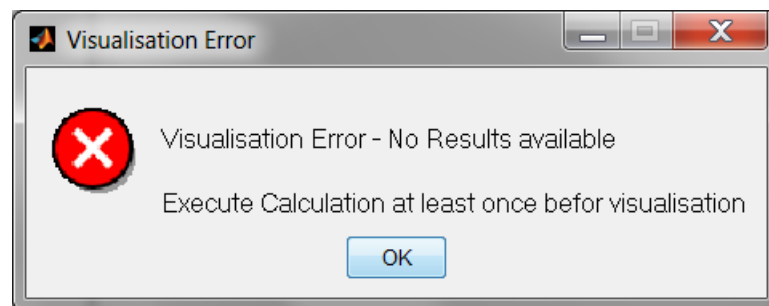 Visualisation Error
Visualisation Error - No Results available
Execute Calculation at least once befor visualisation
OK